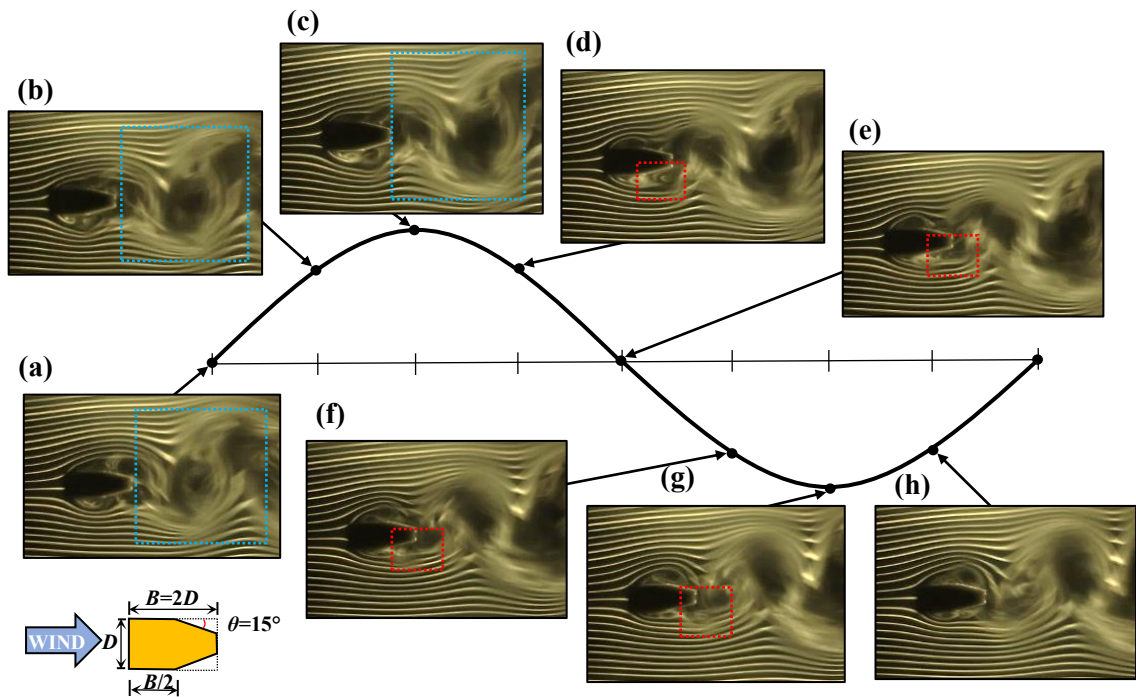 (c)
(d)
(b)
(e)
(a)
(f)
(g)
(h)
B=2D
WIND
D
θ=15°
B/2